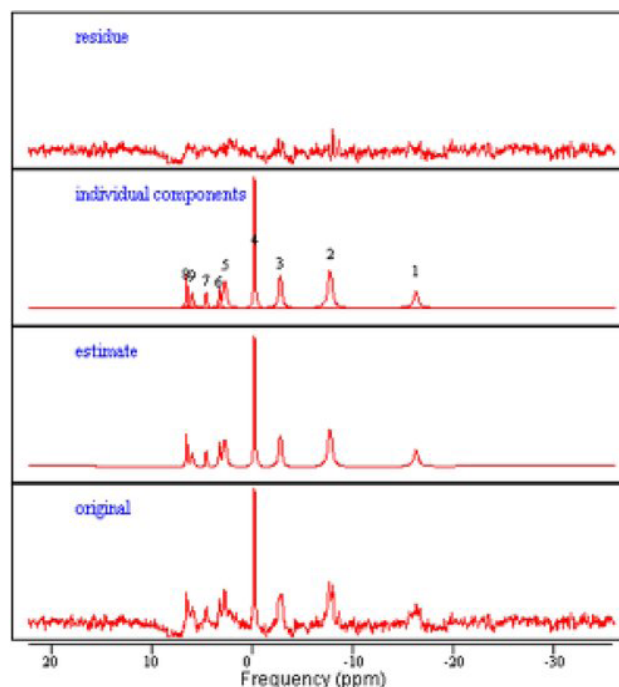 residue
individual components
4
2
5
3
1
8 9
7
6
estimate
original
20 10 0 -10 -20 -30
Frequency (ppm)